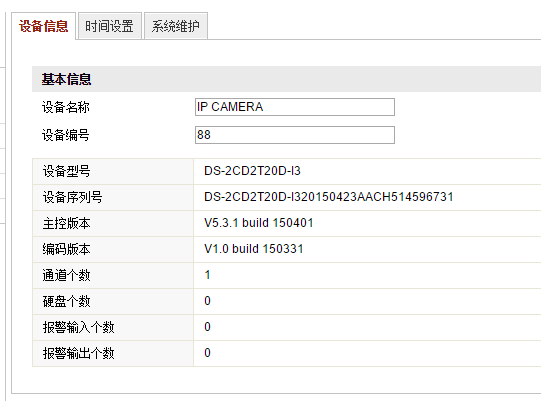 设备信息 时间设置 系统维护
基本信息
设备名称 IP CAMERA
设备编号 88
设备型号 DS-2CD2T20D-I3
设备序列号 DS-2CD2T20D-I320150423AACH514596731
主控版本 V5.3.1 build 150401
编码版本 V1.0 build 150331
通道个数 1
硬盘个数 0
报警输入个数 0
报警输出个数 0